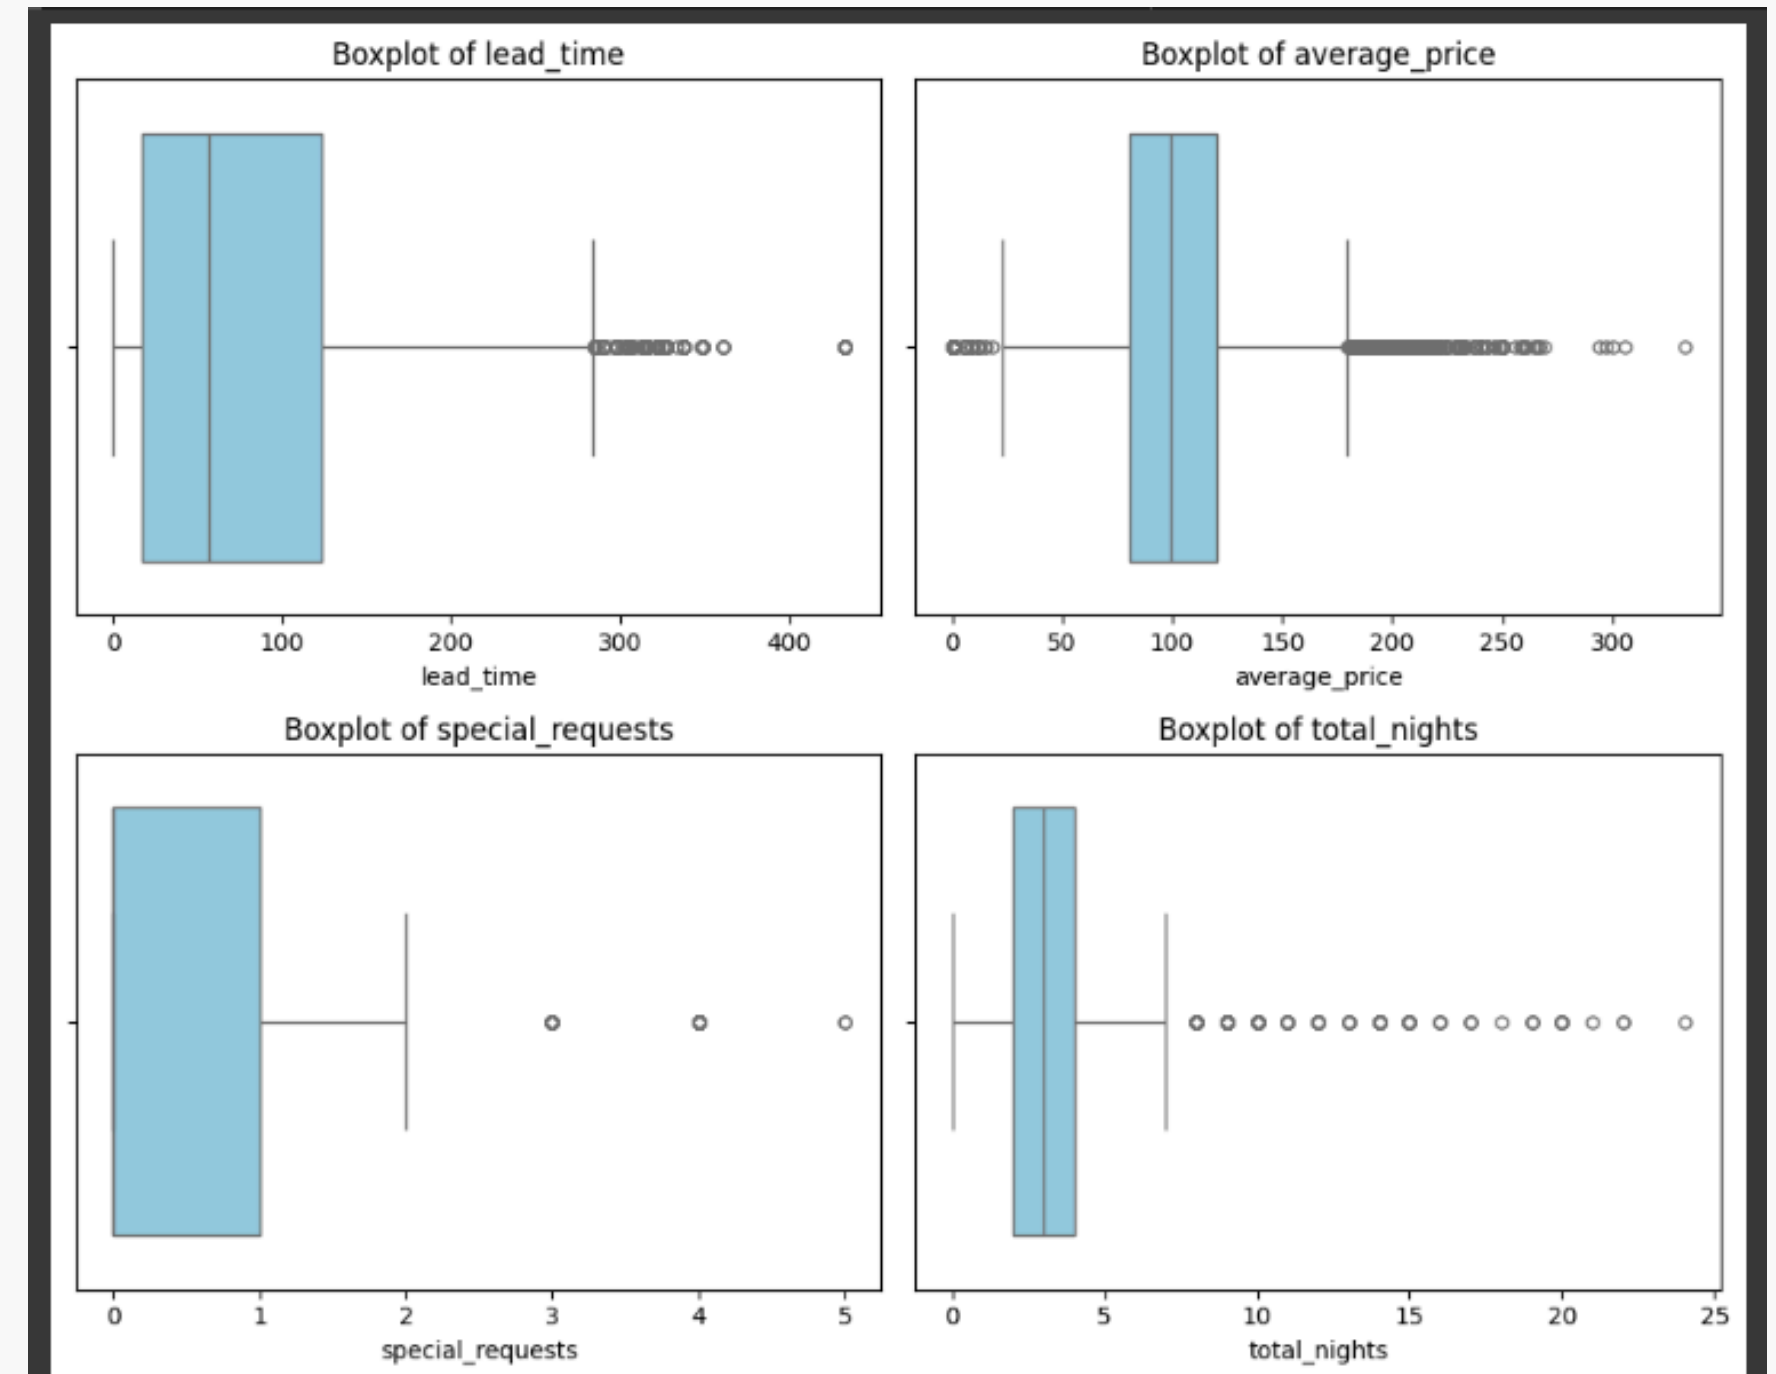 Boxplot of lead_time
0 100 200 300 400
lead_time
Boxplot of average_price
0 50 100 150 200 250 300
average_price
Boxplot of special_requests
0 1 2 3 4 5
special_requests
Boxplot of total_nights
0 5 10 15 20 25
total_nights